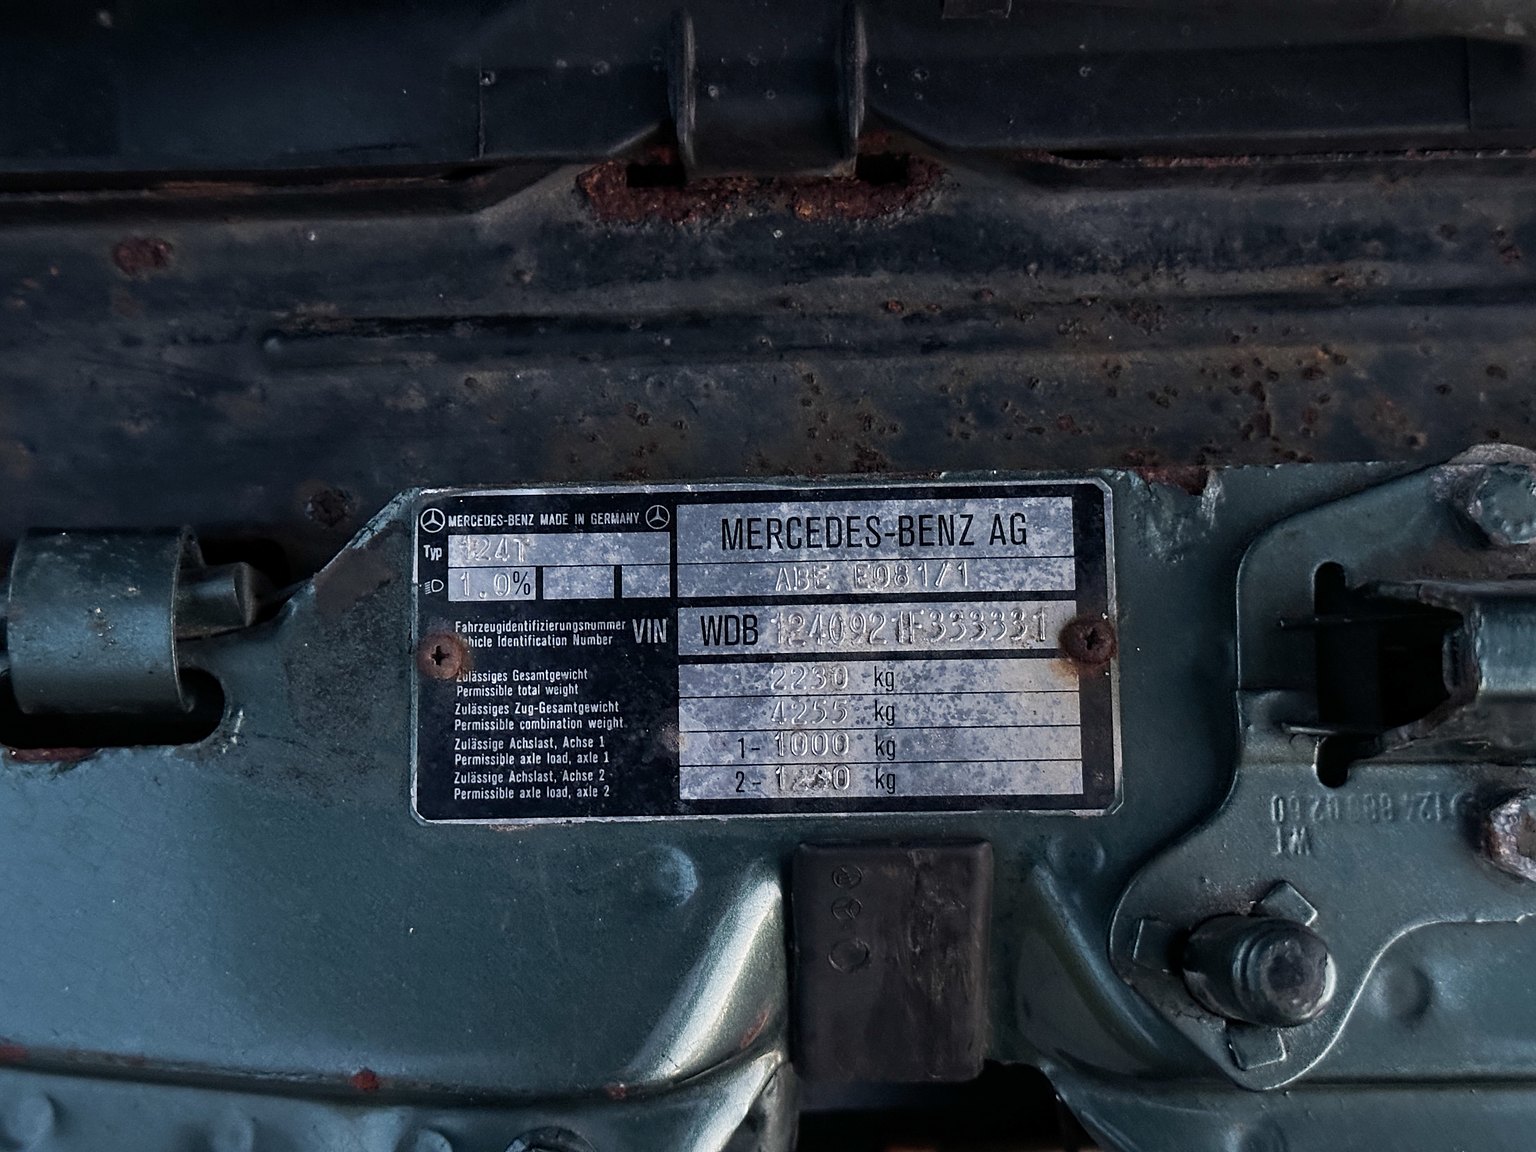 MERCEDES-BENZ MADE IN GERMANY
Typ 124T
1.0%
MERCEDES-BENZ AG
ABE E081/1
Fahrzeugidentifizierungsnummer
Vehicle Identification Number
VIN
WDB 1240921F333331
Zulässiges Gesamtgewicht
Permissible total weight
2230 kg
Zulässiges Zug-Gesamtgewicht
Permissible combination weight
4255 kg
Zulässige Achslast, Achse 1
Permissible axle load, axle 1
1- 1000 kg
Zulässige Achslast, Achse 2
Permissible axle load, axle 2
2- kg
WT